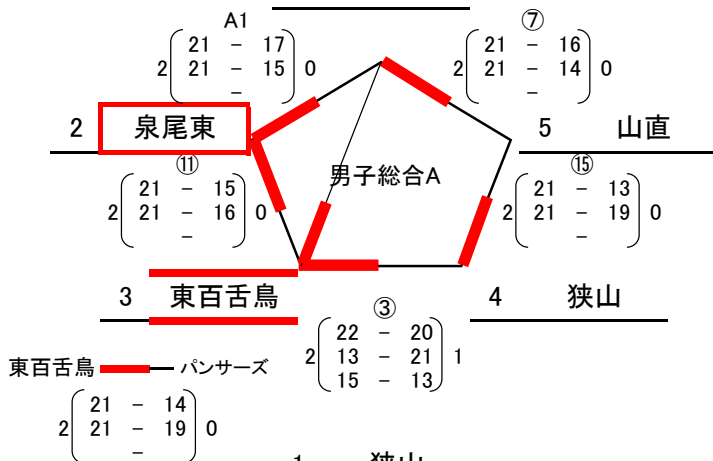 A1
21 － 17
2 21 － 15 0
－
⑦
21 － 16
2 21 － 14 0
－
2 泉尾東
5 山直
男子総合A
⑪
21 － 15
2 21 － 16 0
－
⑮
21 － 13
2 21 － 19 0
－
3 東百舌鳥
4 狭山
③
22 － 20
2 13 － 21 1
15 － 13
東百舌鳥 パンサーズ
21 － 14
2 21 － 19 0
－
1 狭山